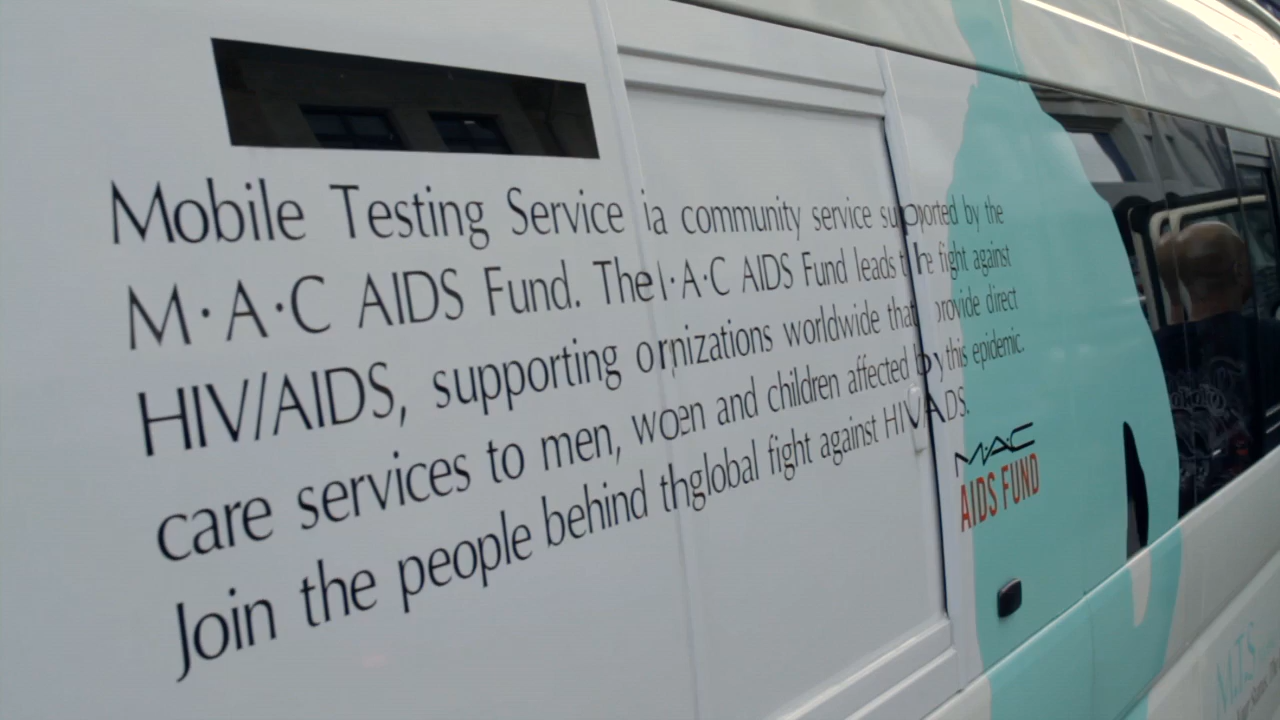 Mobile Testing Service ia community service supported by the
M·A·C AIDS Fund. The I·A·C AIDS Fund leads the fight against
HIV/AIDS, supporting ornizations worldwide that provide direct
care services to men, woen and children affected by this epidemic.
Join the people behind thglobal fight against HIV/AIDS.
M·A·C
AIDS FUND
M.T.S